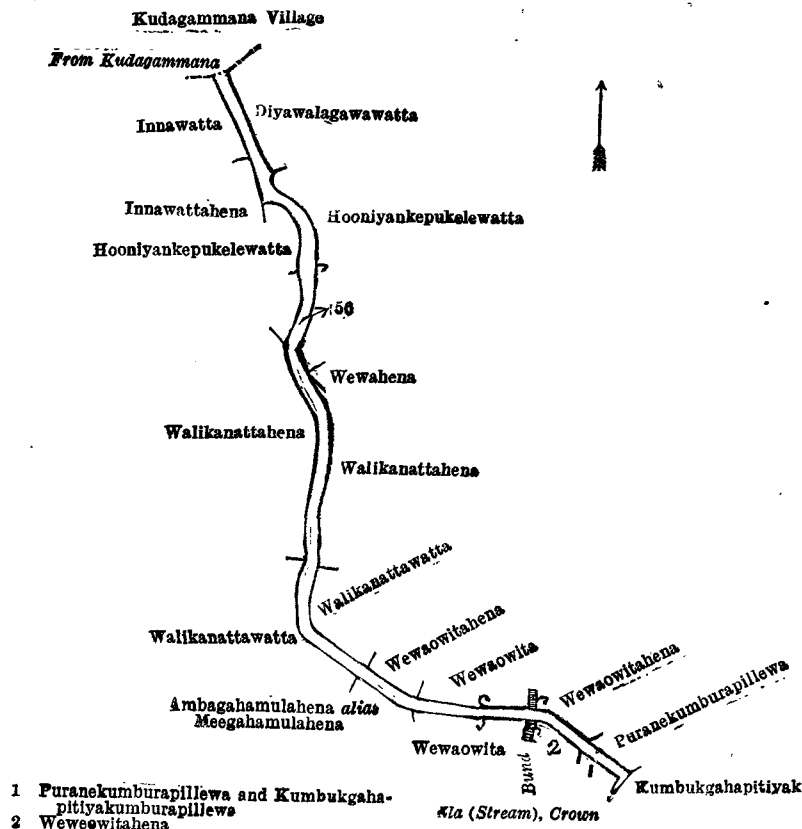 Kudagammana Village
From Kudagammana
Innawatta
Diyawalagawawatta
Innawattahena
Hooniyankepukelewatta
Hooniyankepukelewatta
156
Wewahena
Walikanattahena
Walikanattahena
Walikanattawatta
Walikanattawatta
Wewaowitahena
Wewaowita
Wewaowitahena
Puranekumburapillewa
Ambagahamulahena alias
Meegahamulahena
Wewaowita
Bund
2
Kumbukgahapitiyak
Ela (Stream), Crown
1 Puranekumburapillewa and Kumbukgaha-
pitiyakumburapillewa
2 Weweowitahena